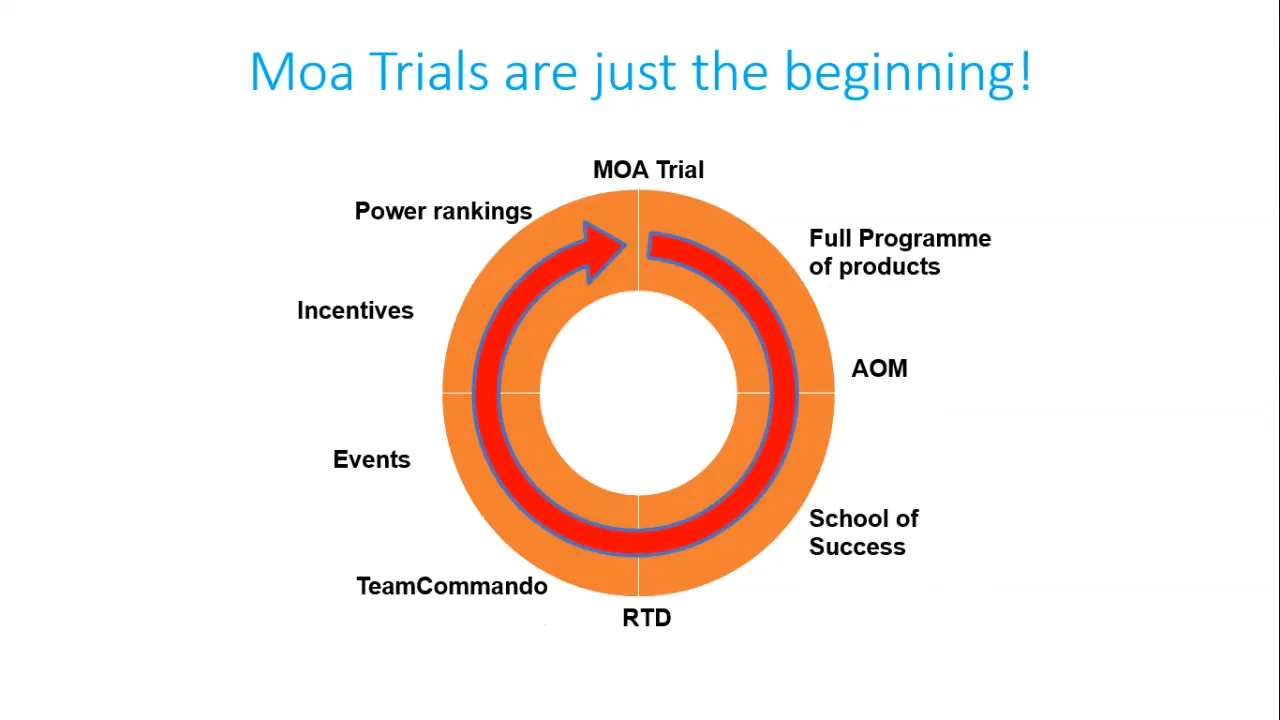 Moa Trials are just the beginning!
MOA Trial
Power rankings
Full Programme
of products
Incentives
AOM
Events
School of
Success
TeamCommando
RTD